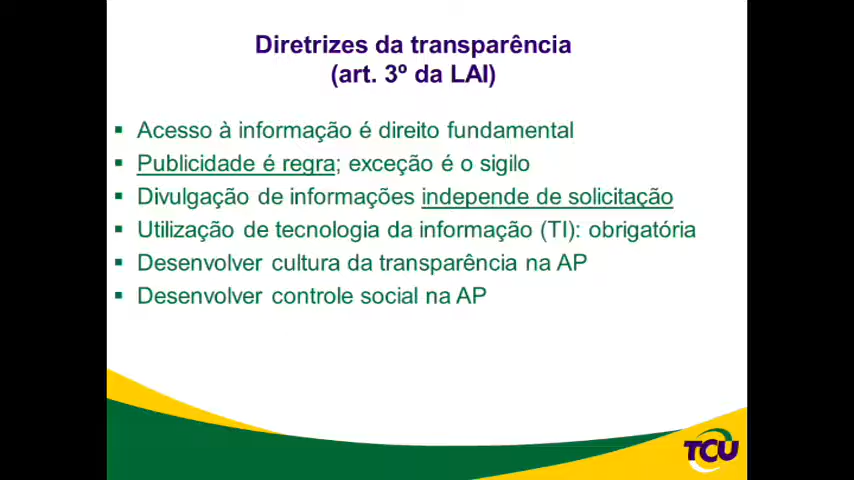 Diretrizes da transparência
(art. 3º da LAI)
▪ Acesso à informação é direito fundamental
▪ Publicidade é regra; exceção é o sigilo
▪ Divulgação de informações independe de solicitação
▪ Utilização de tecnologia da informação (TI): obrigatória
▪ Desenvolver cultura da transparência na AP
▪ Desenvolver controle social na AP
TCU